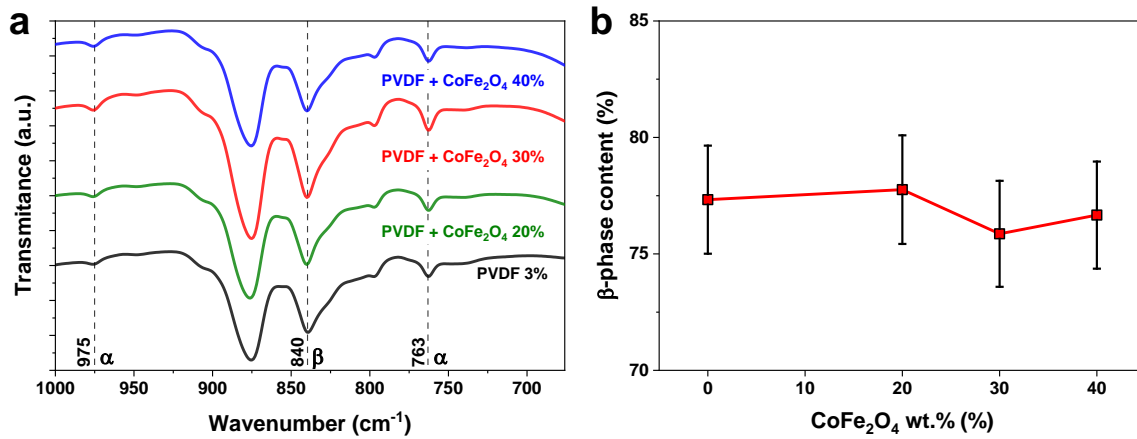 a
Transmitance (a.u.)
PVDF + CoFe₂O₄ 40%
PVDF + CoFe₂O₄ 30%
PVDF + CoFe₂O₄ 20%
PVDF 3%
975 α
840 β
763 α
1000 950 900 850 800 750 700
Wavenumber (cm⁻¹)
b
β-phase content (%)
85
80
75
70
0 20 30 40
CoFe₂O₄ wt.% (%)